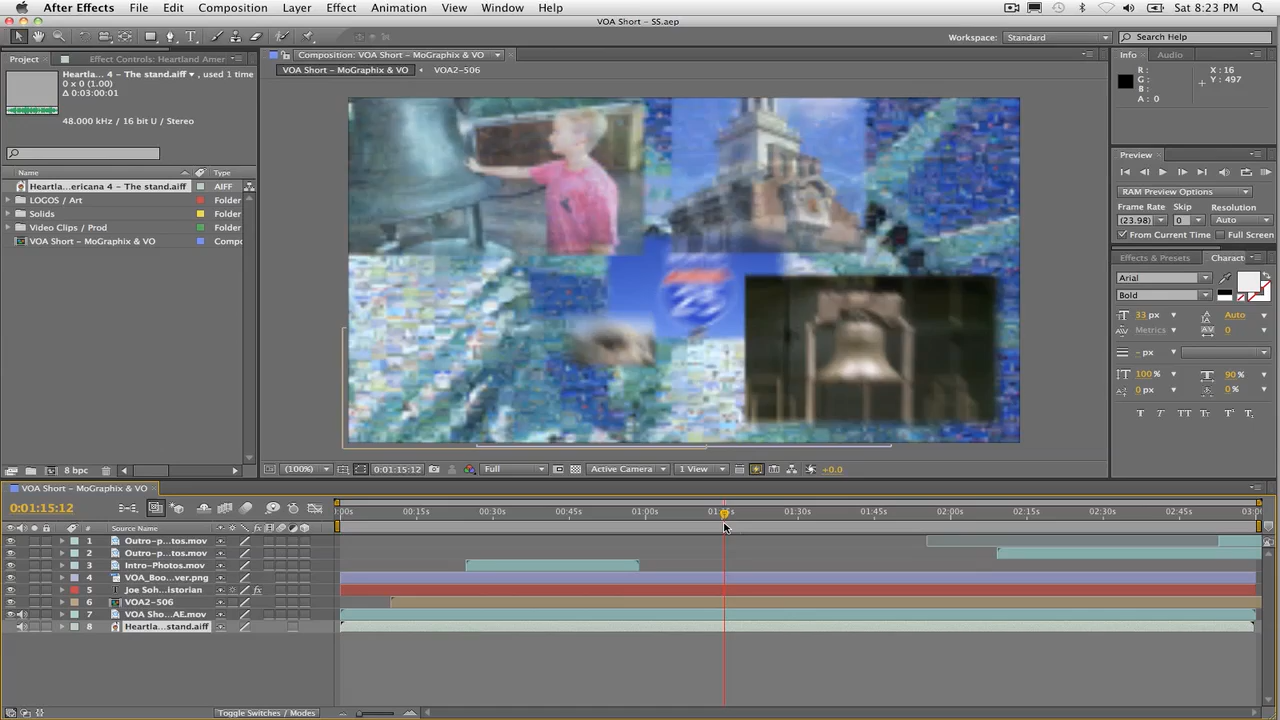 After Effects File Edit Composition Layer Effect Animation View Window Help Sat 8:23 PM
VOA Short - SS.aep
Workspace: Standard Search Help
Project Effect Controls: Heartland Amer Composition: VOA Short - MoGraphix & VO Info Audio
VOA Short - MoGraphix & VO VOA2-506
Heartla... 4 - The stand.aiff ▾, used 1 time
0 x 0 (1.00)
Δ 0:03:00:01
48.000 kHz / 16 bit U / Stereo
R: X: 16
G: Y: 497
B:
A: 0
Name Type
Heartla...ericana 4 - The stand.aiff AIFF
LOGOS / Art Folder
Solids Folder
Video Clips / Prod Folder
VOA Short - MoGraphix & VO Compo
Preview
RAM Preview Options
Frame Rate Skip Resolution
(23.98) 0 Auto
From Current Time Full Screen
Effects & Presets Charact
Arial
Bold
33 px Auto
Metrics 0
- px
100 % 90 %
0 px 0 %
T T TT Tт T¹ T₁
8 bpc
(100%) 0:01:15:12 Full Active Camera 1 View +0.0
VOA Short - MoGraphix & VO
0:01:15:12
:00s 00:15s 00:30s 00:45s 01:00s 01:30s 01:45s 02:00s 02:15s 02:30s 02:45s 03:0
# Source Name
1 Outro-p...tos.mov
2 Outro-p...tos.mov
3 Intro-Photos.mov
4 VOA_Boo...ver.png
5 T Joe Soh...istorian
6 VOA2-506
7 VOA Sho...AE.mov
8 Heartla...stand.aiff
Toggle Switches / Modes